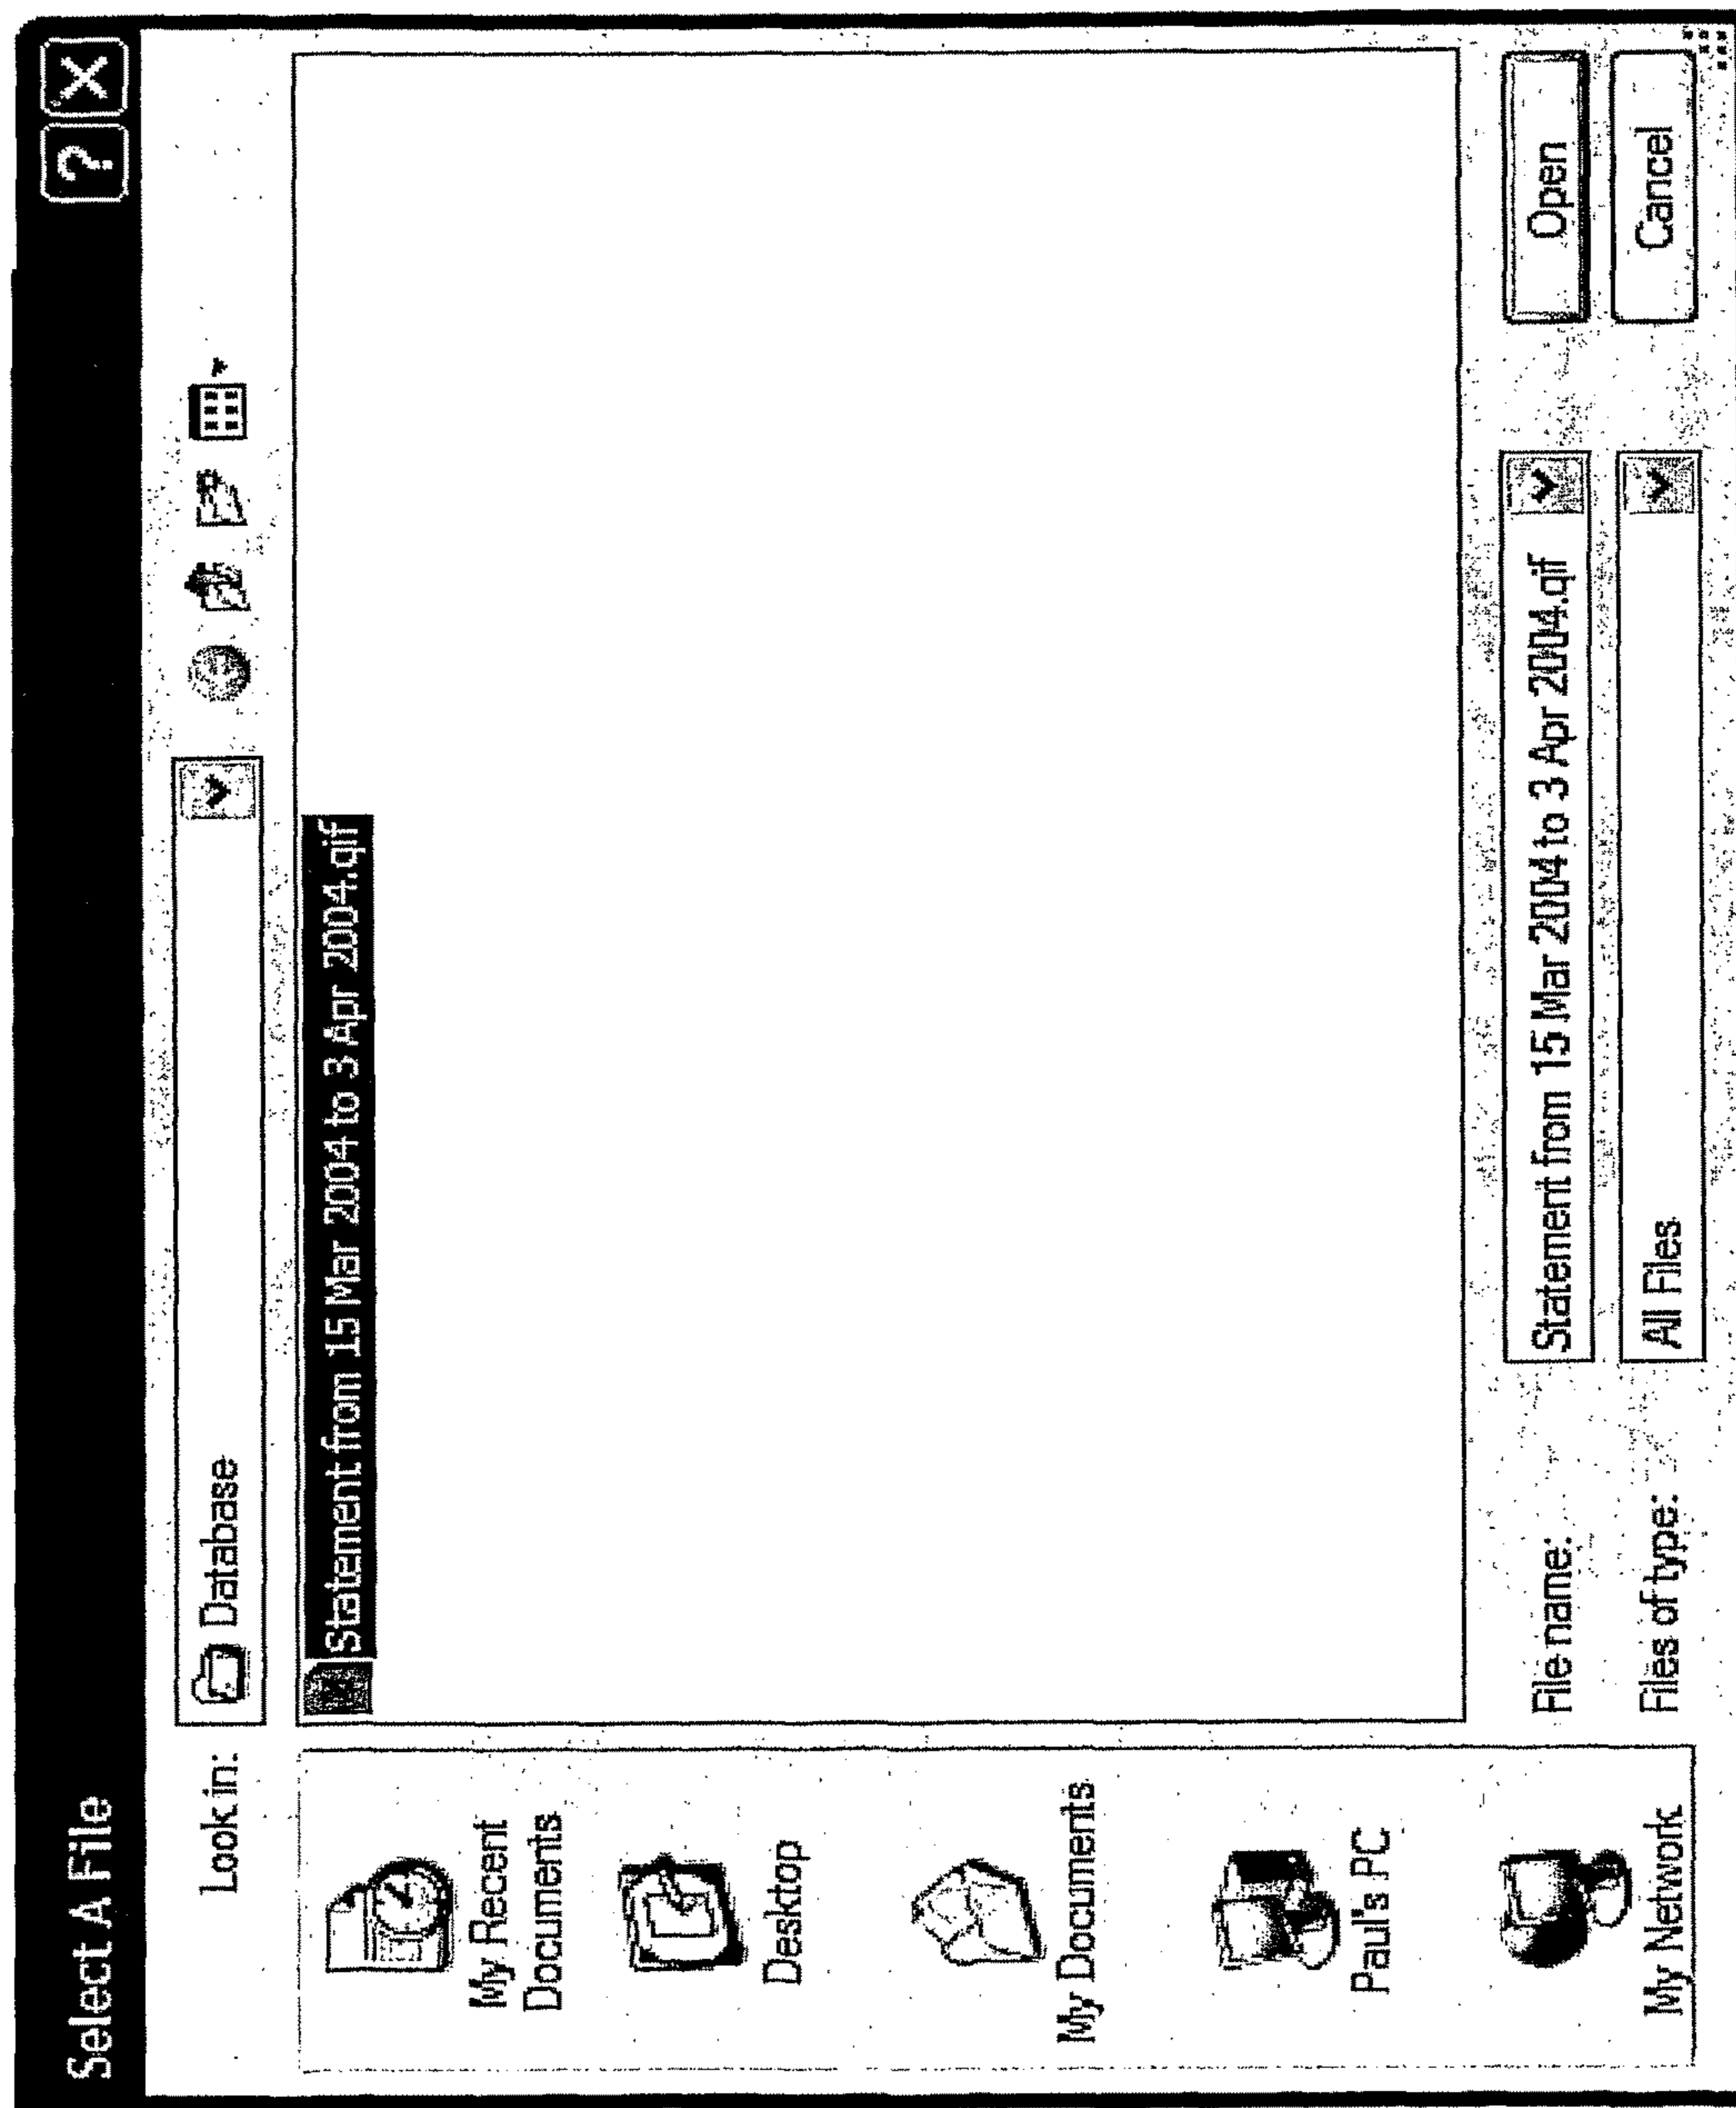 Select A File
? X
Look in: Database
Statement from 15 Mar 2004 to 3 Apr 2004.qif
My Recent
Documents
Desktop
My Documents
Paul's PC
My Network
File name: Statement from 15 Mar 2004 to 3 Apr 2004.qif
Open
Files of type: All Files
Cancel